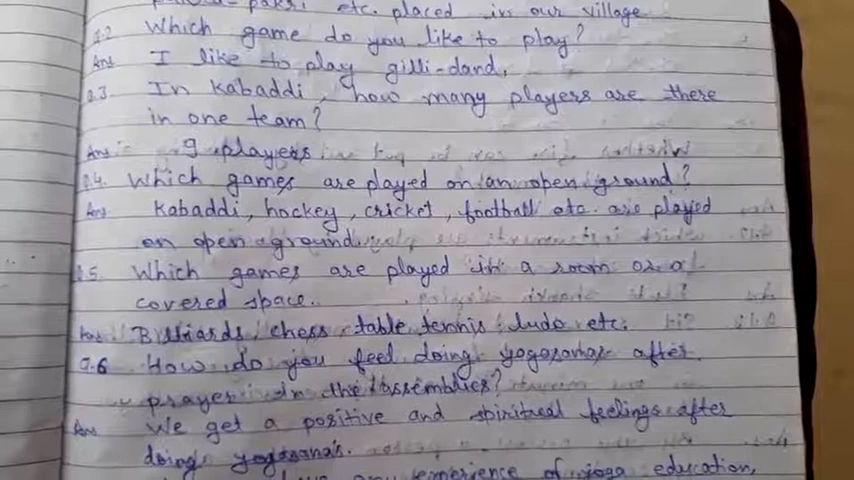 etc. placed in our village
Q.2 Which game do you like to play?
Ans I like to play gilli-dand,
Q.3 In Kabaddi, how many players are there
in one team?
Ans 9 players
Q.4. Which games are played on an open ground?
Ans Kabaddi, hockey, cricket, football etc. are played
on open ground.
Q.5 Which games are played in a room or a
covered space.
Ans Billiards, chess, table tennis, ludo etc.
Q.6 How do you feel doing yogasanas after
prayer in the assemblies?
Ans We get a positive and spiritual feelings after
doing yogasanas.
any experience of yoga education,